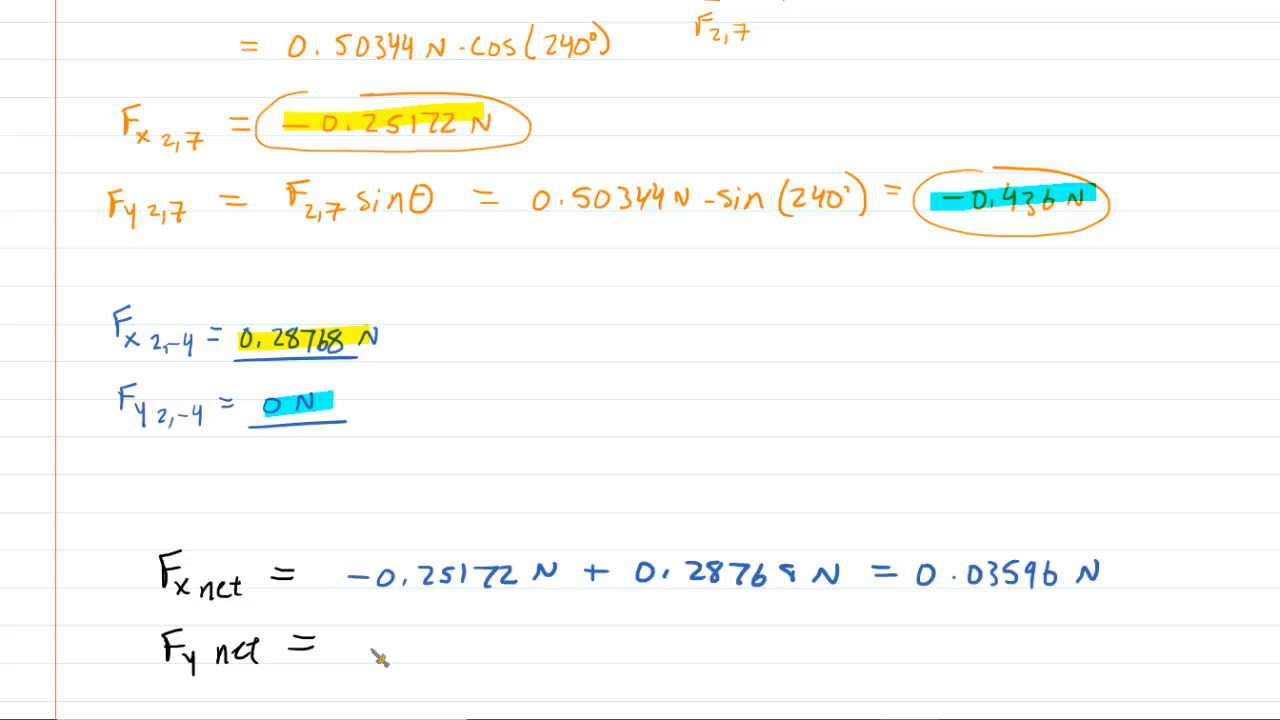 F2,7
= 0.50344 N · cos(240°)
Fx 2,7 = -0.25172 N
Fy 2,7 = F2,7 sinθ = 0.50344 N · sin(240°) = -0.436 N
Fx 2,-4 = 0.28768 N
Fy 2,-4 = 0 N
Fx net = -0.25172 N + 0.28768 N = 0.03596 N
Fy net =